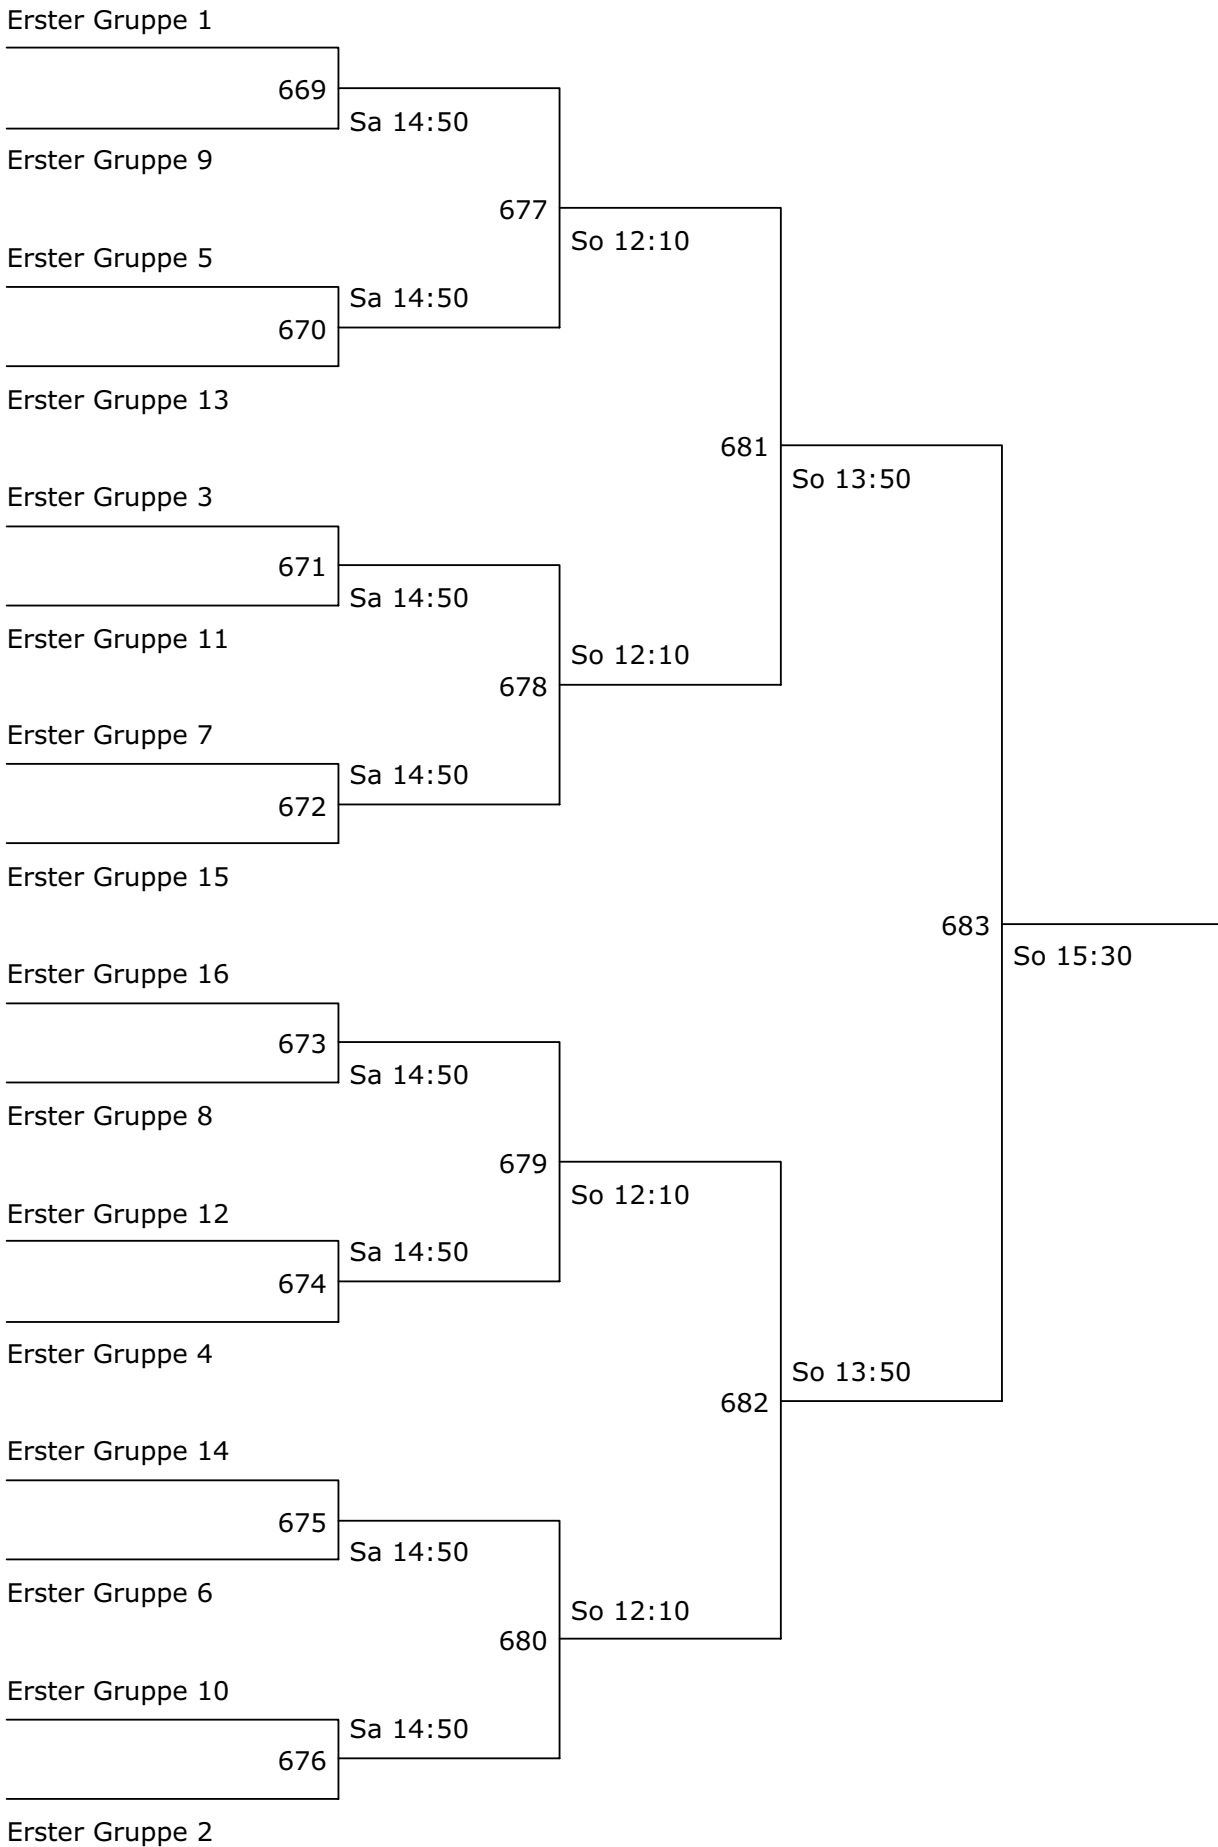 Erster Gruppe 1
669
Sa 14:50
Erster Gruppe 9
677
So 12:10
Erster Gruppe 5
Sa 14:50
670
Erster Gruppe 13
681
So 13:50
Erster Gruppe 3
671
Sa 14:50
Erster Gruppe 11
So 12:10
678
Erster Gruppe 7
Sa 14:50
672
Erster Gruppe 15
683
So 15:30
Erster Gruppe 16
673
Sa 14:50
Erster Gruppe 8
679
So 12:10
Erster Gruppe 12
Sa 14:50
674
Erster Gruppe 4
So 13:50
682
Erster Gruppe 14
675
Sa 14:50
Erster Gruppe 6
So 12:10
680
Erster Gruppe 10
Sa 14:50
676
Erster Gruppe 2